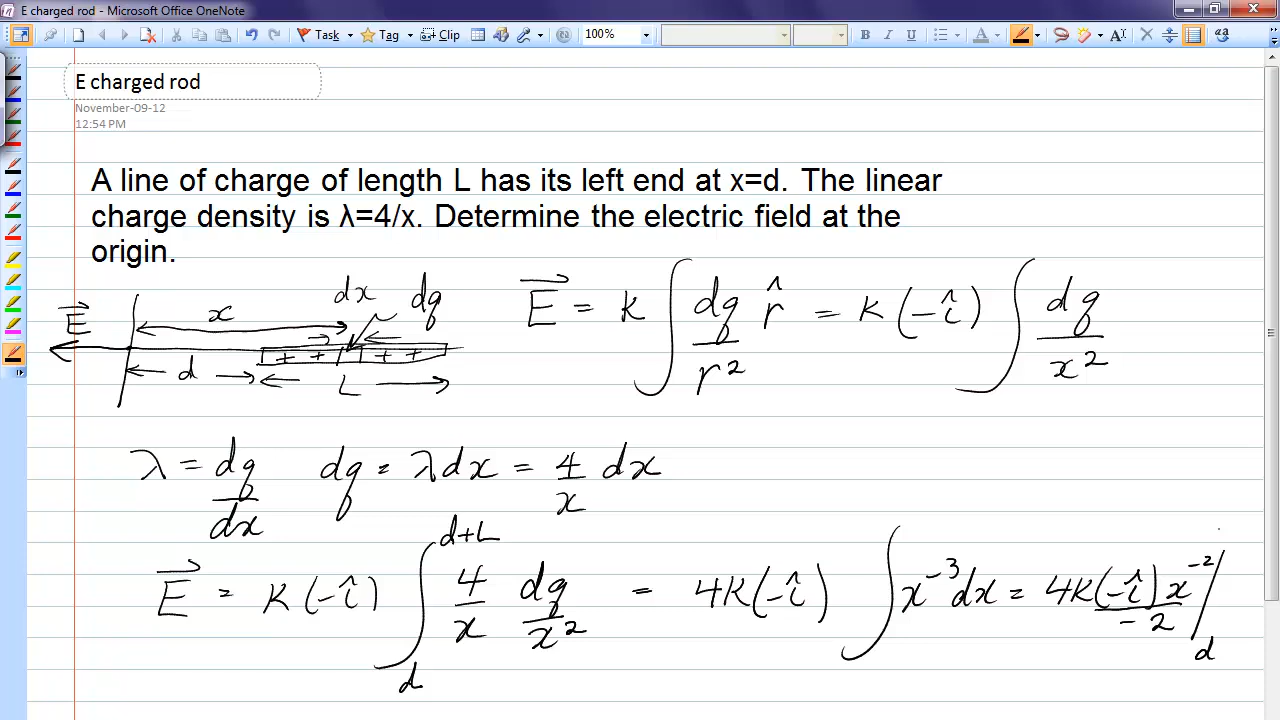 E charged rod - Microsoft Office OneNote
Task Tag Clip 100% B I U A
E charged rod
November-09-12
12:54 PM
A line of charge of length L has its left end at x=d. The linear
charge density is λ=4/x. Determine the electric field at the
origin.
E x dx dq
d L
+ + + +
E⃗ = k ∫ dq/r² r̂ = k(-î) ∫ dq/x²
λ = dq/dx dq = λdx = 4/x dx
E⃗ = k(-î) ∫_d^{d+L} 4/x dq/x² = 4k(-î) ∫ x⁻³dx = 4k(-î) x⁻²/-2 |_d